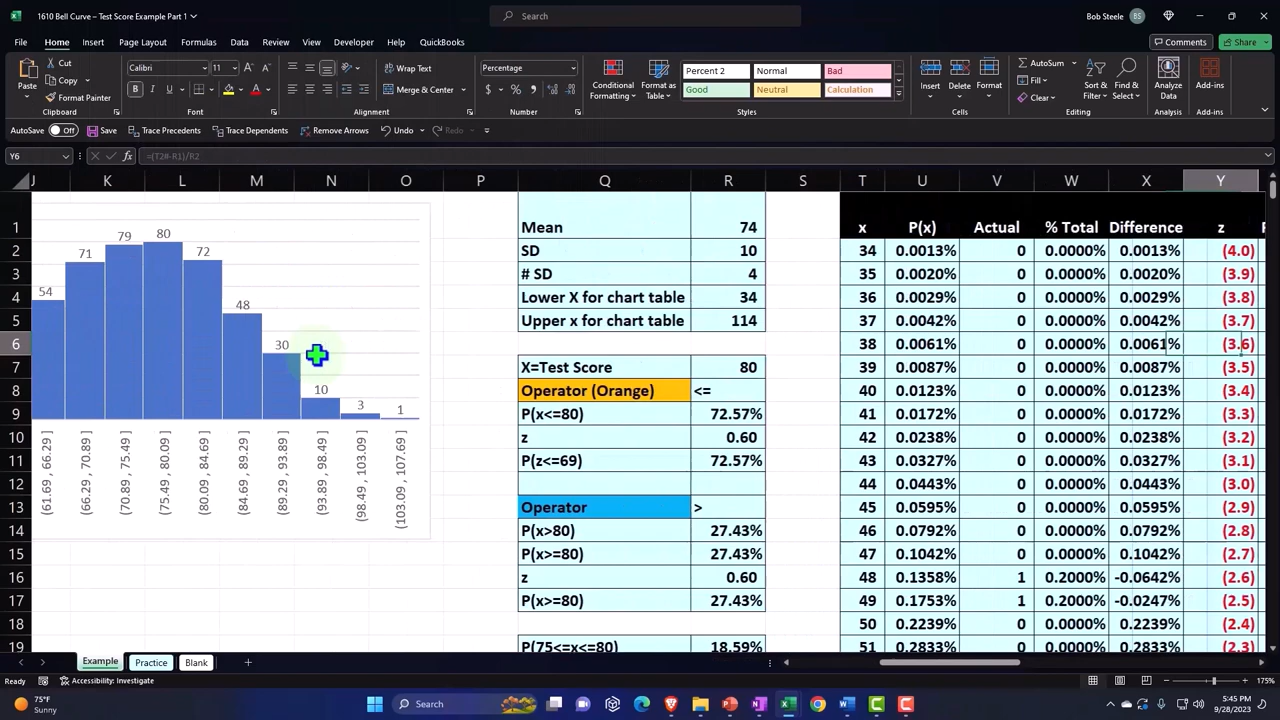 1610 Bell Curve – Test Score Example Part 1
Search
Bob Steele
BS
File Home Insert Page Layout Formulas Data Review View Developer Help QuickBooks
Comments Share
Paste
Cut
Copy
Format Painter
Calibri 11
Wrap Text
Merge & Center
Percentage
Conditional Formatting
Format as Table
Percent 2 Normal Bad
Good Neutral Calculation
Insert Delete Format
AutoSum
Fill
Clear
Sort & Filter
Find & Select
Analyze Data
Add-ins
Clipboard Font Alignment Number Styles Cells Editing Analysis Add-ins
AutoSave Off Save Trace Precedents Trace Dependents Remove Arrows Undo Redo
Y6 fx =(T2#-R1)/R2
J K L M N O P Q R S T U V W X Y
54 71 79 80 72 48 30 10 3 1
(61.69 , 66.29 ]
(66.29 , 70.89 ]
(70.89 , 75.49 ]
(75.49 , 80.09 ]
(80.09 , 84.69 ]
(84.69 , 89.29 ]
(89.29 , 93.89 ]
(93.89 , 98.49 ]
(98.49 , 103.09 ]
(103.09 , 107.69 ]
1 Mean 74 x P(x) Actual % Total Difference z
2 SD 10 34 0.0013% 0 0.0000% 0.0013% (4.0)
3 # SD 4 35 0.0020% 0 0.0000% 0.0020% (3.9)
4 Lower X for chart table 34 36 0.0029% 0 0.0000% 0.0029% (3.8)
5 Upper x for chart table 114 37 0.0042% 0 0.0000% 0.0042% (3.7)
6 38 0.0061% 0 0.0000% 0.0061% (3.6)
7 X=Test Score 80 39 0.0087% 0 0.0000% 0.0087% (3.5)
8 Operator (Orange) <= 40 0.0123% 0 0.0000% 0.0123% (3.4)
9 P(x<=80) 72.57% 41 0.0172% 0 0.0000% 0.0172% (3.3)
10 z 0.60 42 0.0238% 0 0.0000% 0.0238% (3.2)
11 P(z<=69) 72.57% 43 0.0327% 0 0.0000% 0.0327% (3.1)
12 44 0.0443% 0 0.0000% 0.0443% (3.0)
13 Operator > 45 0.0595% 0 0.0000% 0.0595% (2.9)
14 P(x>80) 27.43% 46 0.0792% 0 0.0000% 0.0792% (2.8)
15 P(x>=80) 27.43% 47 0.1042% 0 0.0000% 0.1042% (2.7)
16 z 0.60 48 0.1358% 1 0.2000% -0.0642% (2.6)
17 P(x>=80) 27.43% 49 0.1753% 1 0.2000% -0.0247% (2.5)
18 50 0.2239% 0 0.0000% 0.2239% (2.4)
19 P(75<=x<=80) 18.59% 51 0.2833% 0 0.0000% 0.2833% (2.3)
Example Practice Blank
Ready Accessibility: Investigate 175%
75°F
Sunny
Search
5:45 PM
9/28/2023